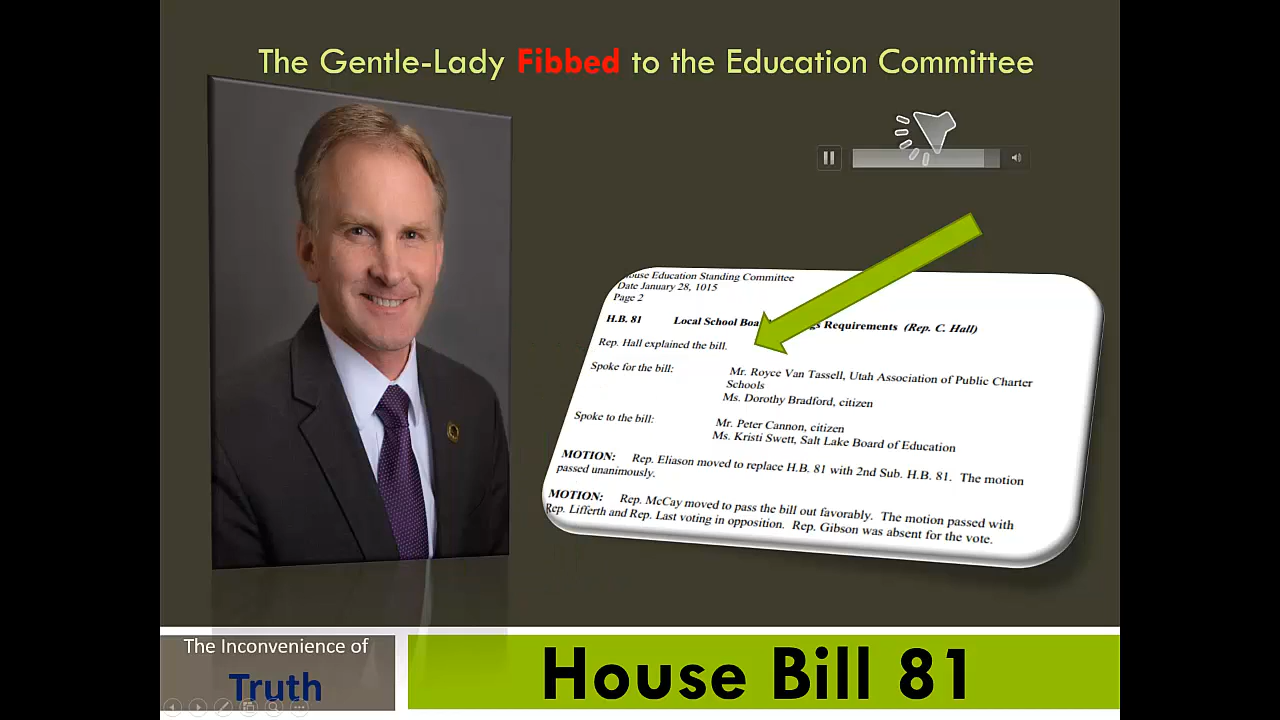 The Gentle-Lady Fibbed to the Education Committee
House Education Standing Committee
Date January 28, 1015
Page 2
H.B. 81 Local School Requirements (Rep. C. Hall)
Rep. Hall explained the bill.
Spoke for the bill: Mr. Royce Van Tassell, Utah Association of Public Charter
Schools
Ms. Dorothy Bradford, citizen
Spoke to the bill: Mr. Peter Cannon, citizen
Ms. Kristi Swett, Salt Lake Board of Education
MOTION: Rep. Eliason moved to replace H.B. 81 with 2nd Sub. H.B. 81. The motion
passed unanimously.
MOTION: Rep. McCay moved to pass the bill out favorably. The motion passed with
Rep. Lifferth and Rep. Last voting in opposition. Rep. Gibson was absent for the vote.
The Inconvenience of
Truth
House Bill 81